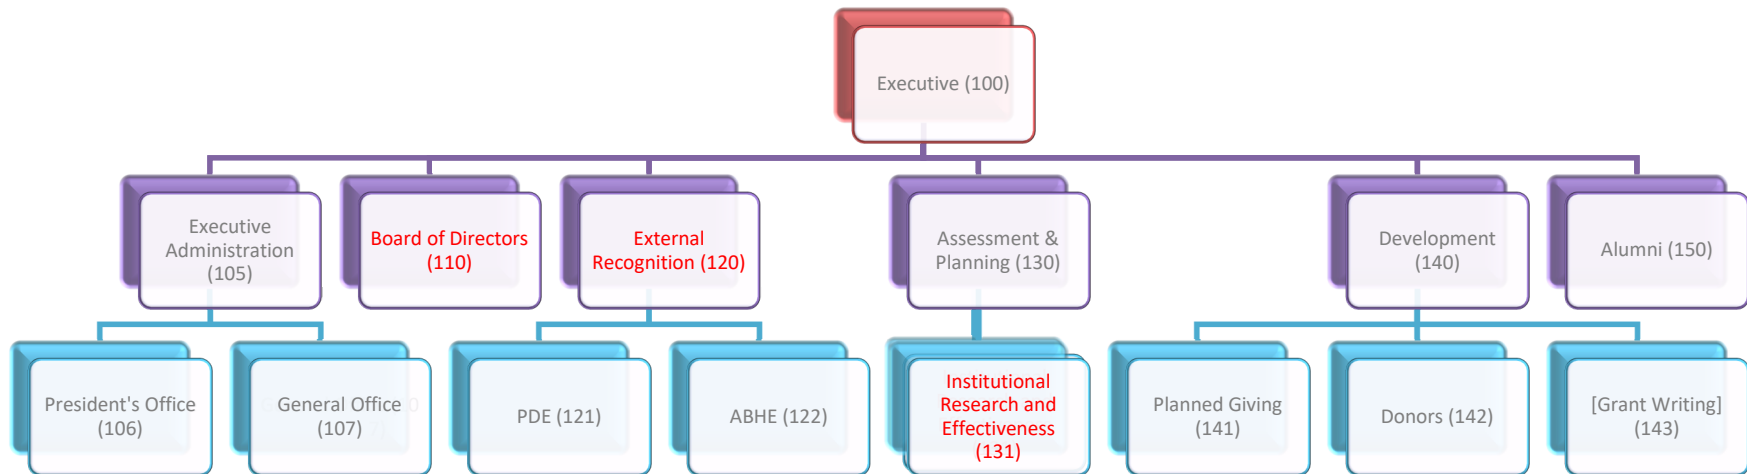 Executive (100)
Executive
Administration
(105)
Board of Directors
(110)
External
Recognition (120)
Assessment &
Planning (130)
Development
(140)
Alumni (150)
President's Office
(106)
General Office
(107)
PDE (121)
ABHE (122)
Institutional
Research and
Effectiveness
(131)
Planned Giving
(141)
Donors (142)
[Grant Writing]
(143)